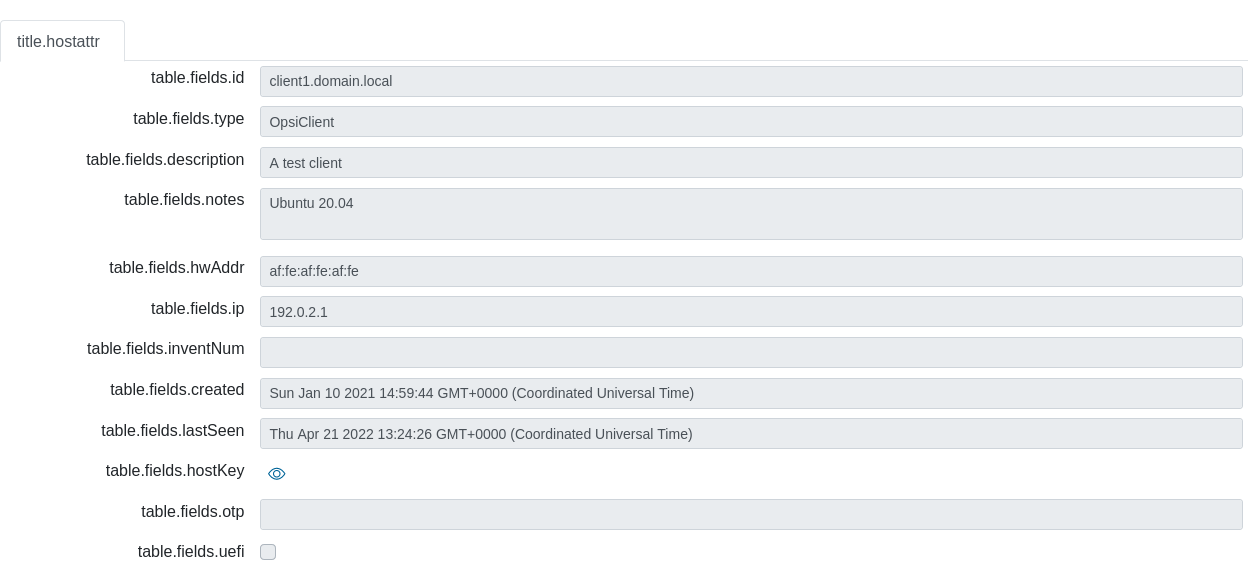 title.hostattr
table.fields.id client1.domain.local
table.fields.type OpsiClient
table.fields.description A test client
table.fields.notes Ubuntu 20.04
table.fields.hwAddr af:fe:af:fe:af:fe
table.fields.ip 192.0.2.1
table.fields.inventNum
table.fields.created Sun Jan 10 2021 14:59:44 GMT+0000 (Coordinated Universal Time)
table.fields.lastSeen Thu Apr 21 2022 13:24:26 GMT+0000 (Coordinated Universal Time)
table.fields.hostKey
table.fields.otp
table.fields.uefi